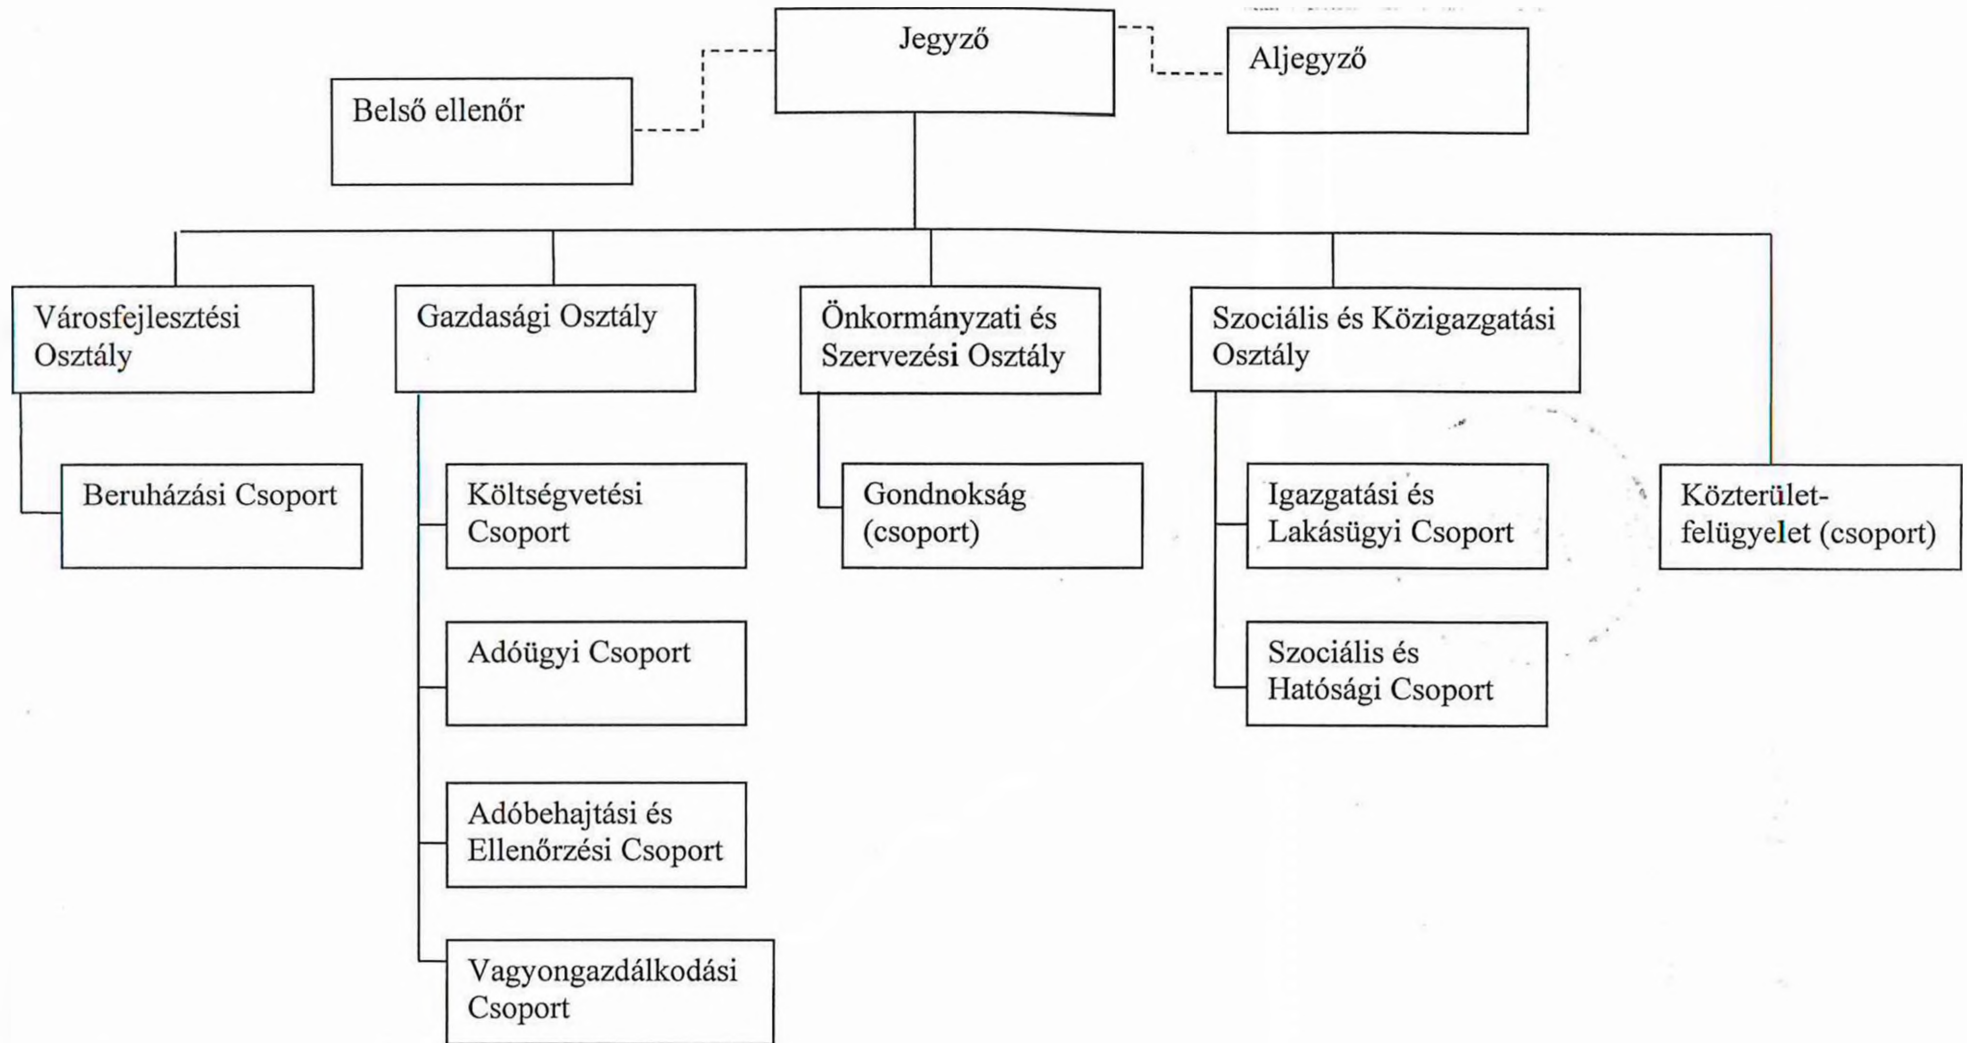 Jegyző
Aljegyző
Belső ellenőr
Városfejlesztési
Osztály
Gazdasági Osztály
Önkormányzati és
Szervezési Osztály
Szociális és Közigazgatási
Osztály
Beruházási Csoport
Költségvetési
Csoport
Gondnokság
(csoport)
Igazgatási és
Lakásügyi Csoport
Közterület-
felügyelet (csoport)
Adóügyi Csoport
Szociális és
Hatósági Csoport
Adóbehajtási és
Ellenőrzési Csoport
Vagyongazdálkodási
Csoport